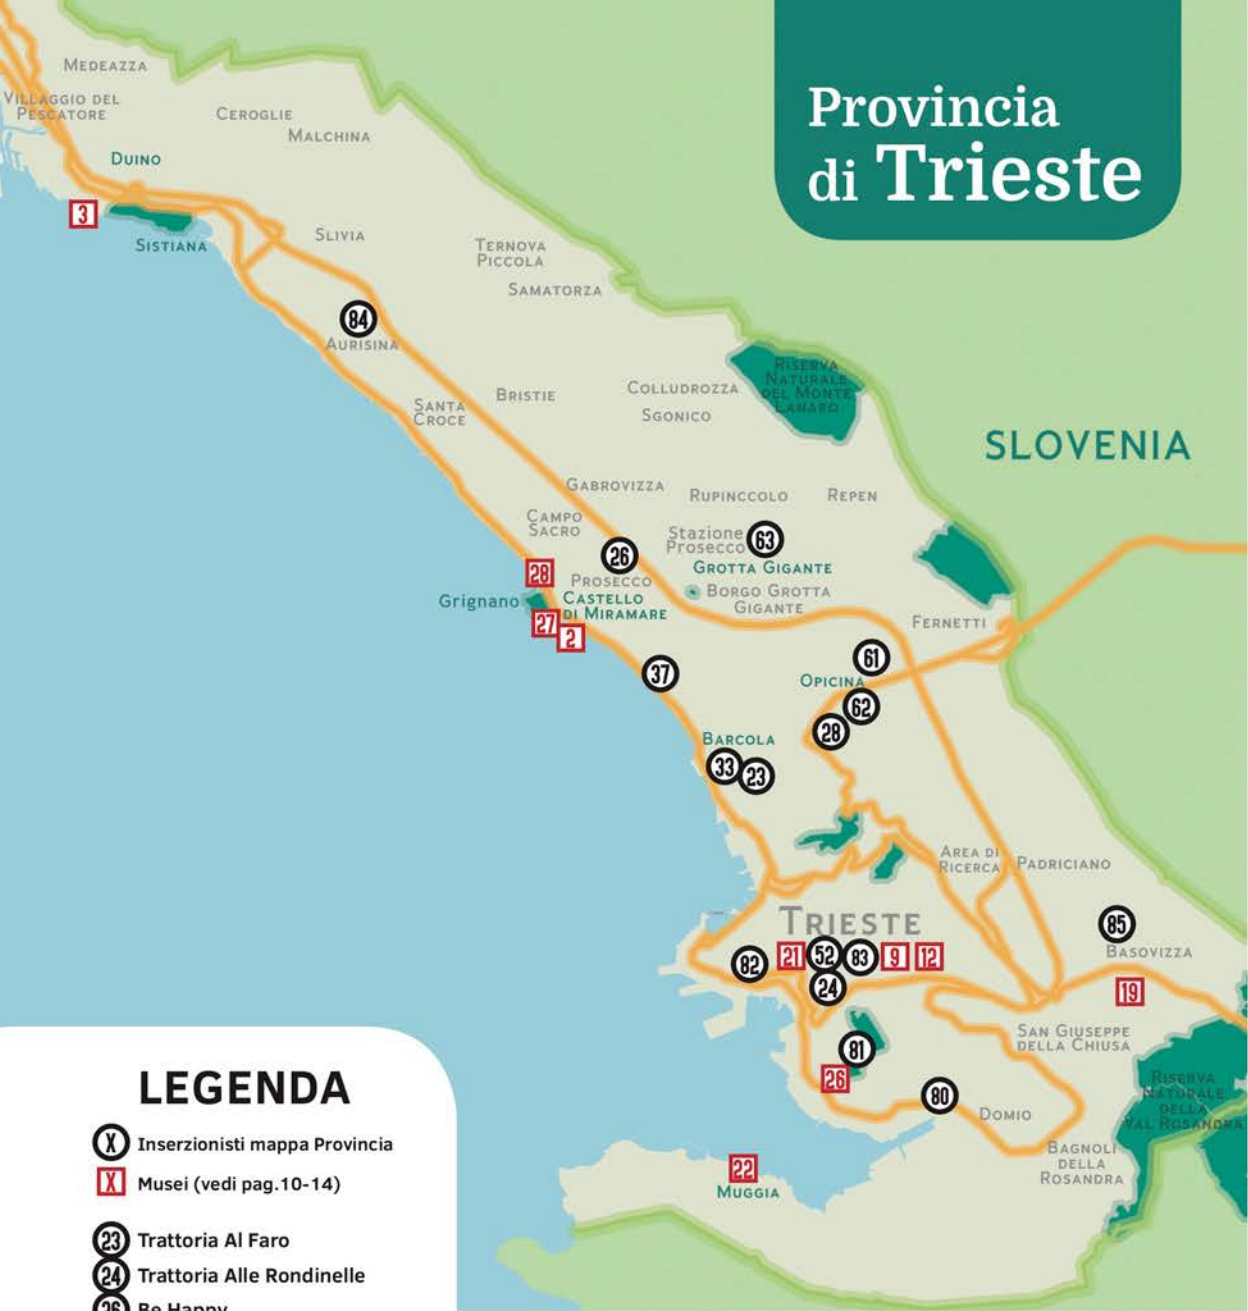 Provincia
di Trieste
MEDEAZZA
VILLAGGIO DEL
PESCATORE
CEROGLIE
MALCHINA
DUINO
3
SISTIANA
SLIVIA
TERNOVA
PICCOLA
SAMATORZA
84
AURISINA
RISERVA
NATURALE
DEL MONTE
LANARO
COLLUDROZZA
BRISTIE
SANTA
CROCE
SGONICO
SLOVENIA
GABROVIZZA
RUPINCCOLO
REPEN
CAMPO
SACRO
Stazione
Prosecco
63
26
GROTTA GIGANTE
28
PROSECCO
BORGO GROTTA
GIGANTE
Grignano
CASTELLO
DI MIRAMARE
27
2
FERNETTI
61
37
OPICINA
62
28
BARCOLA
33
23
AREA DI
RICERCA
PADRICIANO
TRIESTE
85
BASOVIZZA
82
21
52
83
9
12
24
19
SAN GIUSEPPE
DELLA CHIUSA
81
26
80
DOMIO
RISERVA
NATURALE
DELLA
VAL ROSANDRA
BAGNOLI
DELLA
ROSANDRA
22
MUGGIA
LEGENDA
X Inserzionisti mappa Provincia
X Musei (vedi pag.10-14)
23 Trattoria Al Faro
24 Trattoria Alle Rondinelle
26 Be Happy